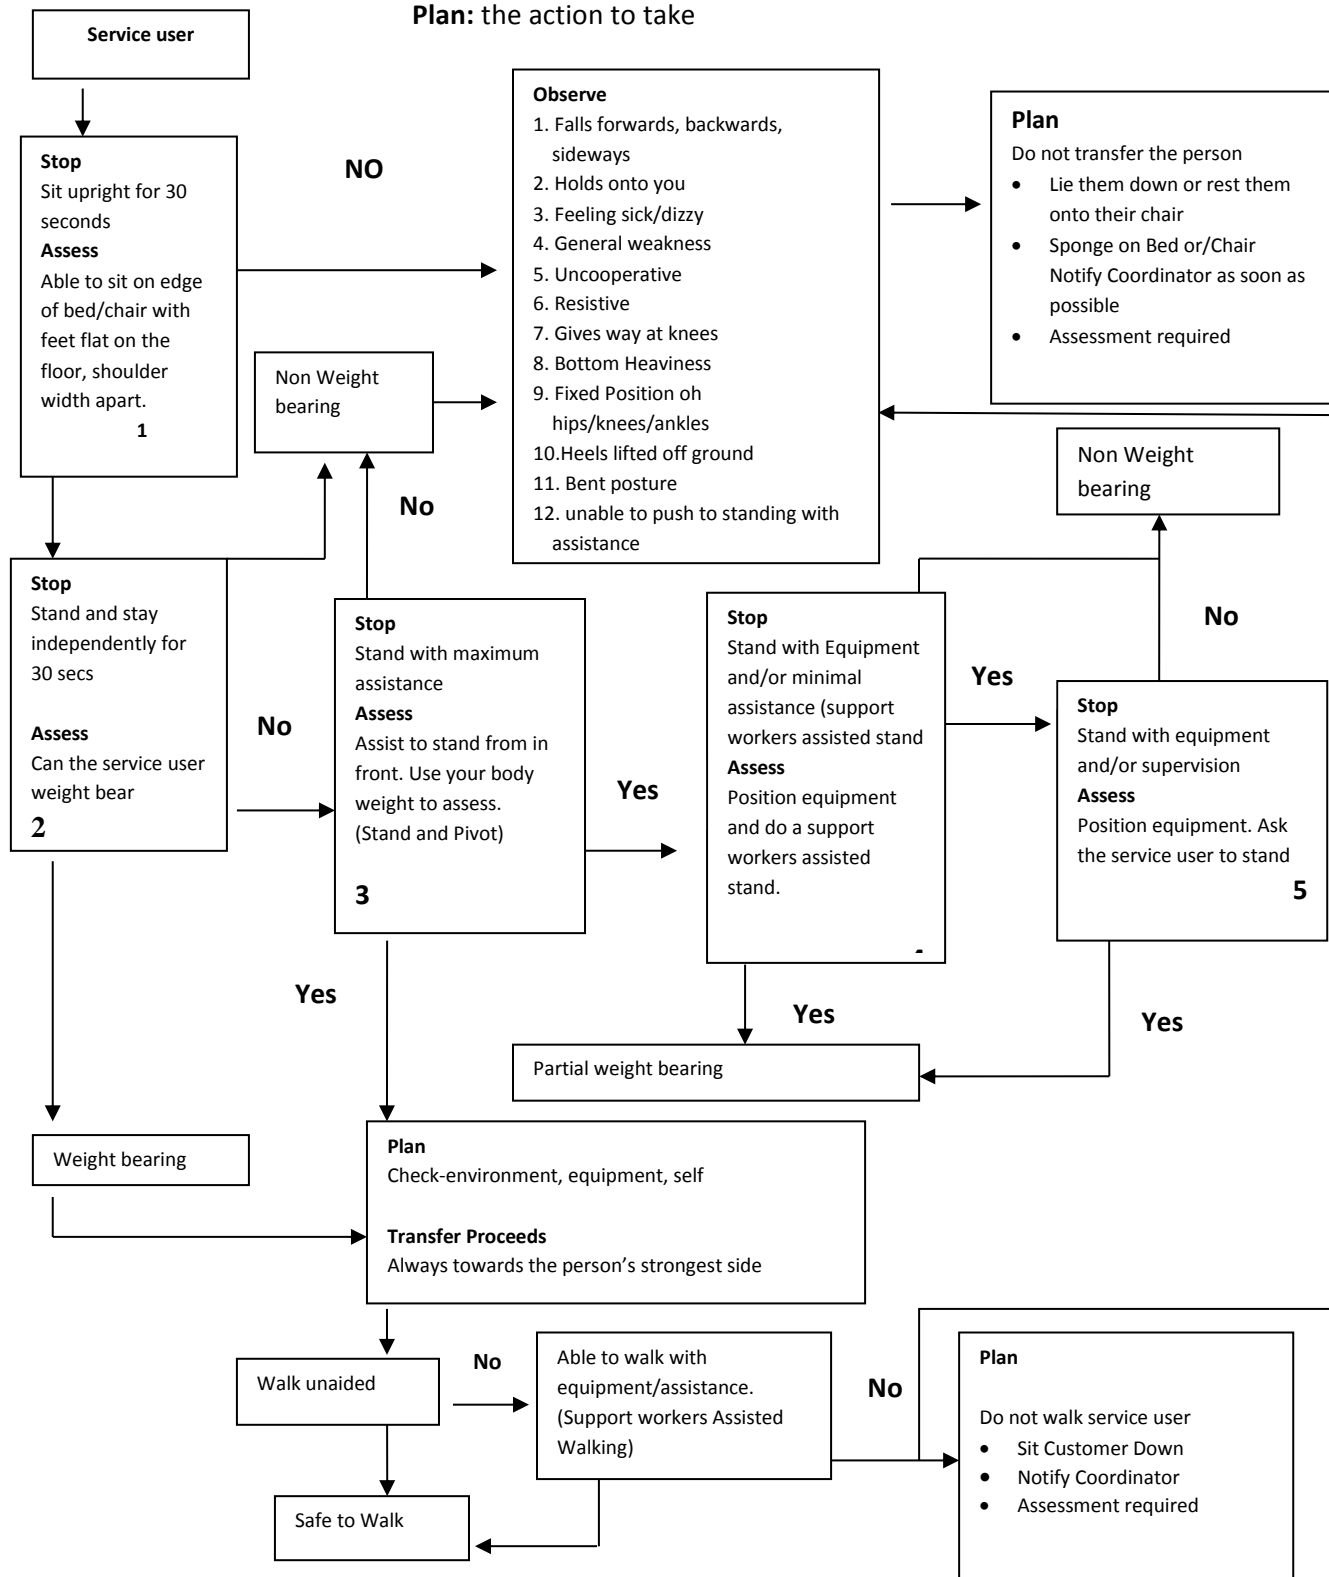 Plan: the action to take
Service user
Stop
Sit upright for 30
seconds
Assess
Able to sit on edge
of bed/chair with
feet flat on the
floor, shoulder
width apart.
1
NO
Observe
1. Falls forwards, backwards,
sideways
2. Holds onto you
3. Feeling sick/dizzy
4. General weakness
5. Uncooperative
6. Resistive
7. Gives way at knees
8. Bottom Heaviness
9. Fixed Position oh
hips/knees/ankles
10.Heels lifted off ground
11. Bent posture
12. unable to push to standing with
assistance
Plan
Do not transfer the person
• Lie them down or rest them
onto their chair
• Sponge on Bed or/Chair
Notify Coordinator as soon as
possible
• Assessment required
Non Weight
bearing
No
Non Weight
bearing
Stop
Stand and stay
independently for
30 secs
Assess
Can the service user
weight bear
2
No
Stop
Stand with maximum
assistance
Assess
Assist to stand from in
front. Use your body
weight to assess.
(Stand and Pivot)
3
Yes
Stop
Stand with Equipment
and/or minimal
assistance (support
workers assisted stand
Assess
Position equipment
and do a support
workers assisted
stand.
Yes
No
Stop
Stand with equipment
and/or supervision
Assess
Position equipment. Ask
the service user to stand
5
Yes
Yes
Yes
Partial weight bearing
Weight bearing
Plan
Check-environment, equipment, self
Transfer Proceeds
Always towards the person’s strongest side
Walk unaided
No
Able to walk with
equipment/assistance.
(Support workers Assisted
Walking)
No
Plan
Do not walk service user
• Sit Customer Down
• Notify Coordinator
• Assessment required
Safe to Walk